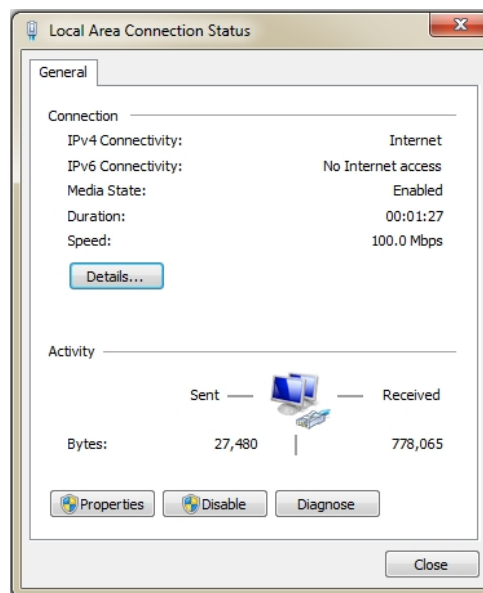 Local Area Connection Status
General
Connection
IPv4 Connectivity: Internet
IPv6 Connectivity: No Internet access
Media State: Enabled
Duration: 00:01:27
Speed: 100.0 Mbps
Details...
Activity
Sent Received
Bytes: 27,480 778,065
Properties Disable Diagnose
Close